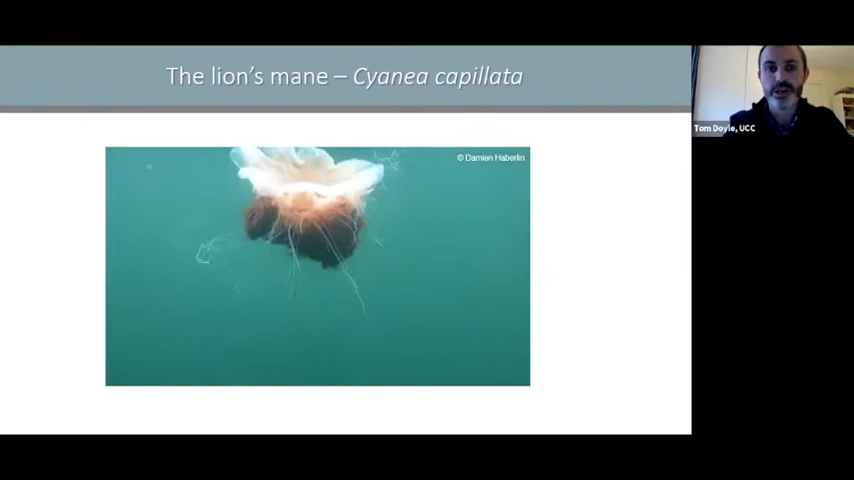 The lion's mane – Cyanea capillata
© Damien Haberlin
Tom Doyle, UCC